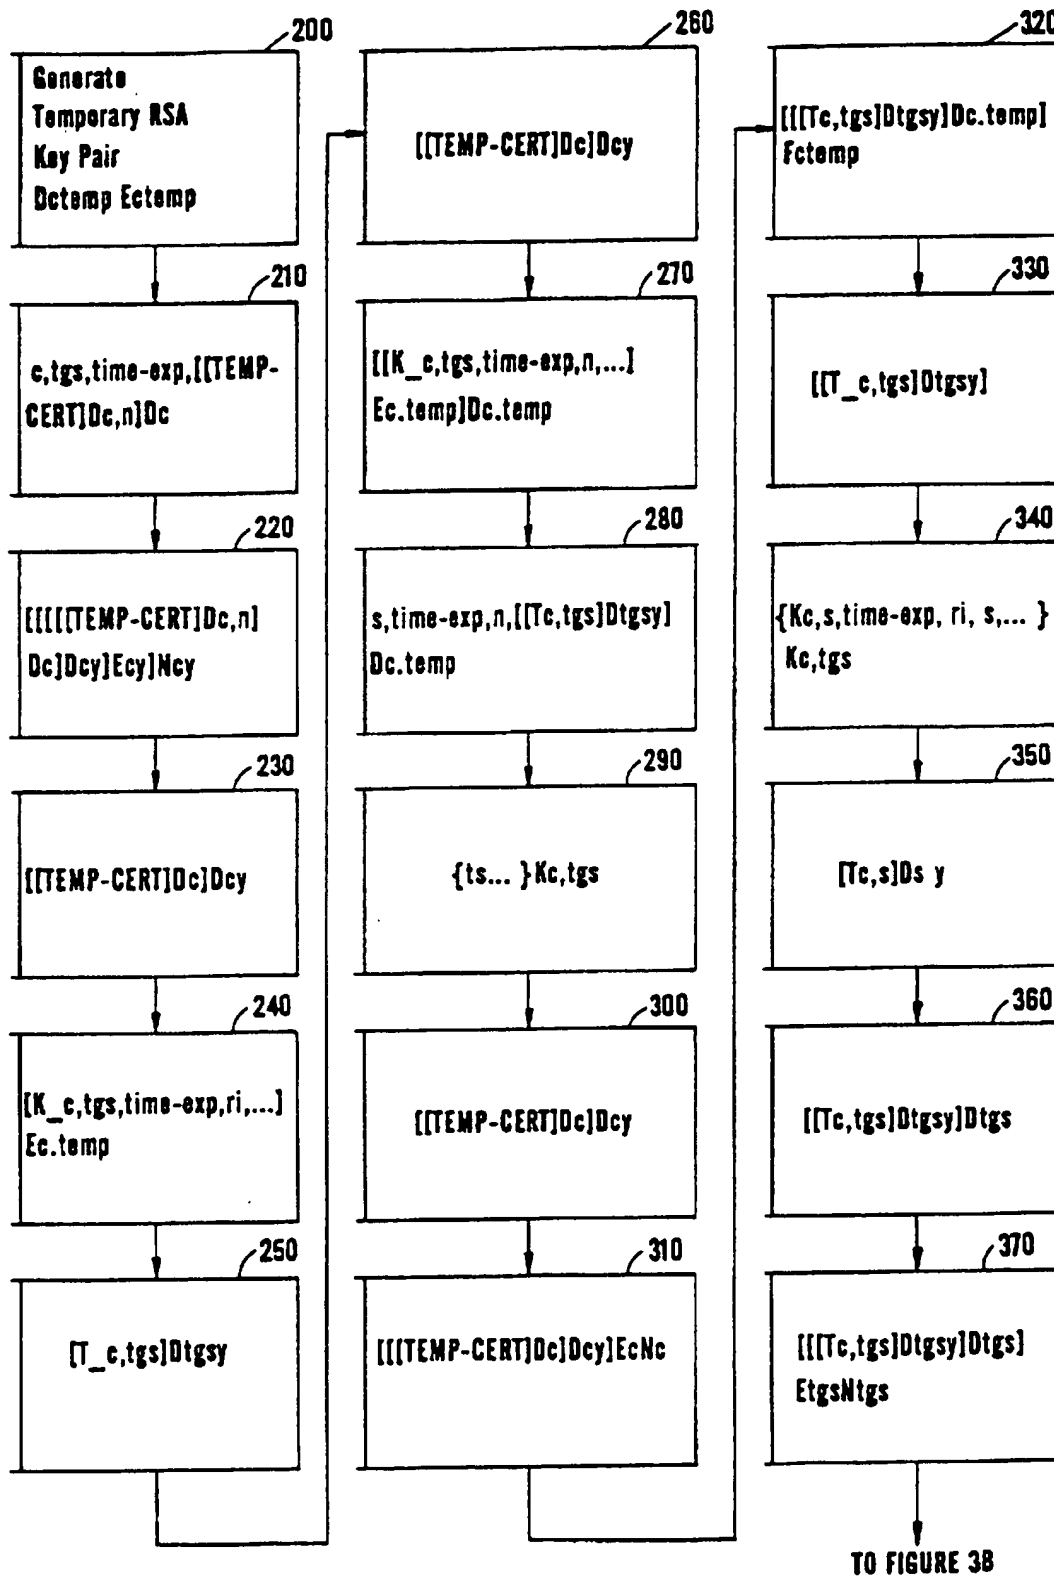 200
Generate
Temporary RSA
Key Pair
Dctemp Ectemp
210
c,tgs,time-exp,[[TEMP-
CERT]Dc,n]Dc
220
[[[[[TEMP-CERT]Dc,n]
Dc]Dcy]Ecy]Ncy
230
[[TEMP-CERT]Dc]Dcy
240
[K_c,tgs,time-exp,ri,...]
Ec.temp
250
[T_c,tgs]Dtgsy
260
[[TEMP-CERT]Dc]Dcy
270
[[K_c,tgs,time-exp,n,...]
Ec.temp]Dc.temp
280
s,time-exp,n,[[Tc,tgs]Dtgsy]
Dc.temp
290
{ts... }Kc,tgs
300
[[TEMP-CERT]Dc]Dcy
310
[[[TEMP-CERT]Dc]Dcy]EcNc
320
[[[Tc,tgs]Dtgsy]Dc.temp]
Fctemp
330
[[T_c,tgs]Dtgsy]
340
{Kc,s,time-exp, ri, s,... }
Kc,tgs
350
[Tc,s]Ds y
360
[[Tc,tgs]Dtgsy]Dtgs
370
[[[Tc,tgs]Dtgsy]Dtgs]
EtgsNtgs
TO FIGURE 3B